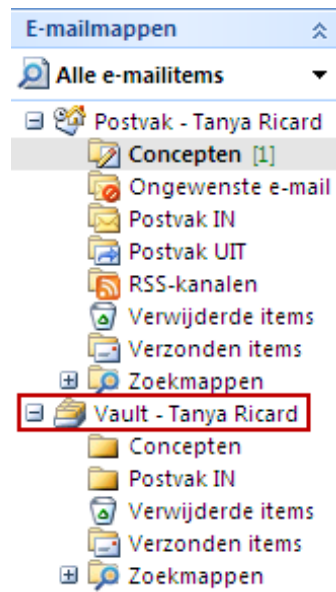 E-mailmappen
Alle e-mailitems
Postvak - Tanya Ricard
Concepten [1]
Ongewenste e-mail
Postvak IN
Postvak UIT
RSS-kanalen
Verwijderde items
Verzonden items
Zoekmappen
Vault - Tanya Ricard
Concepten
Postvak IN
Verwijderde items
Verzonden items
Zoekmappen